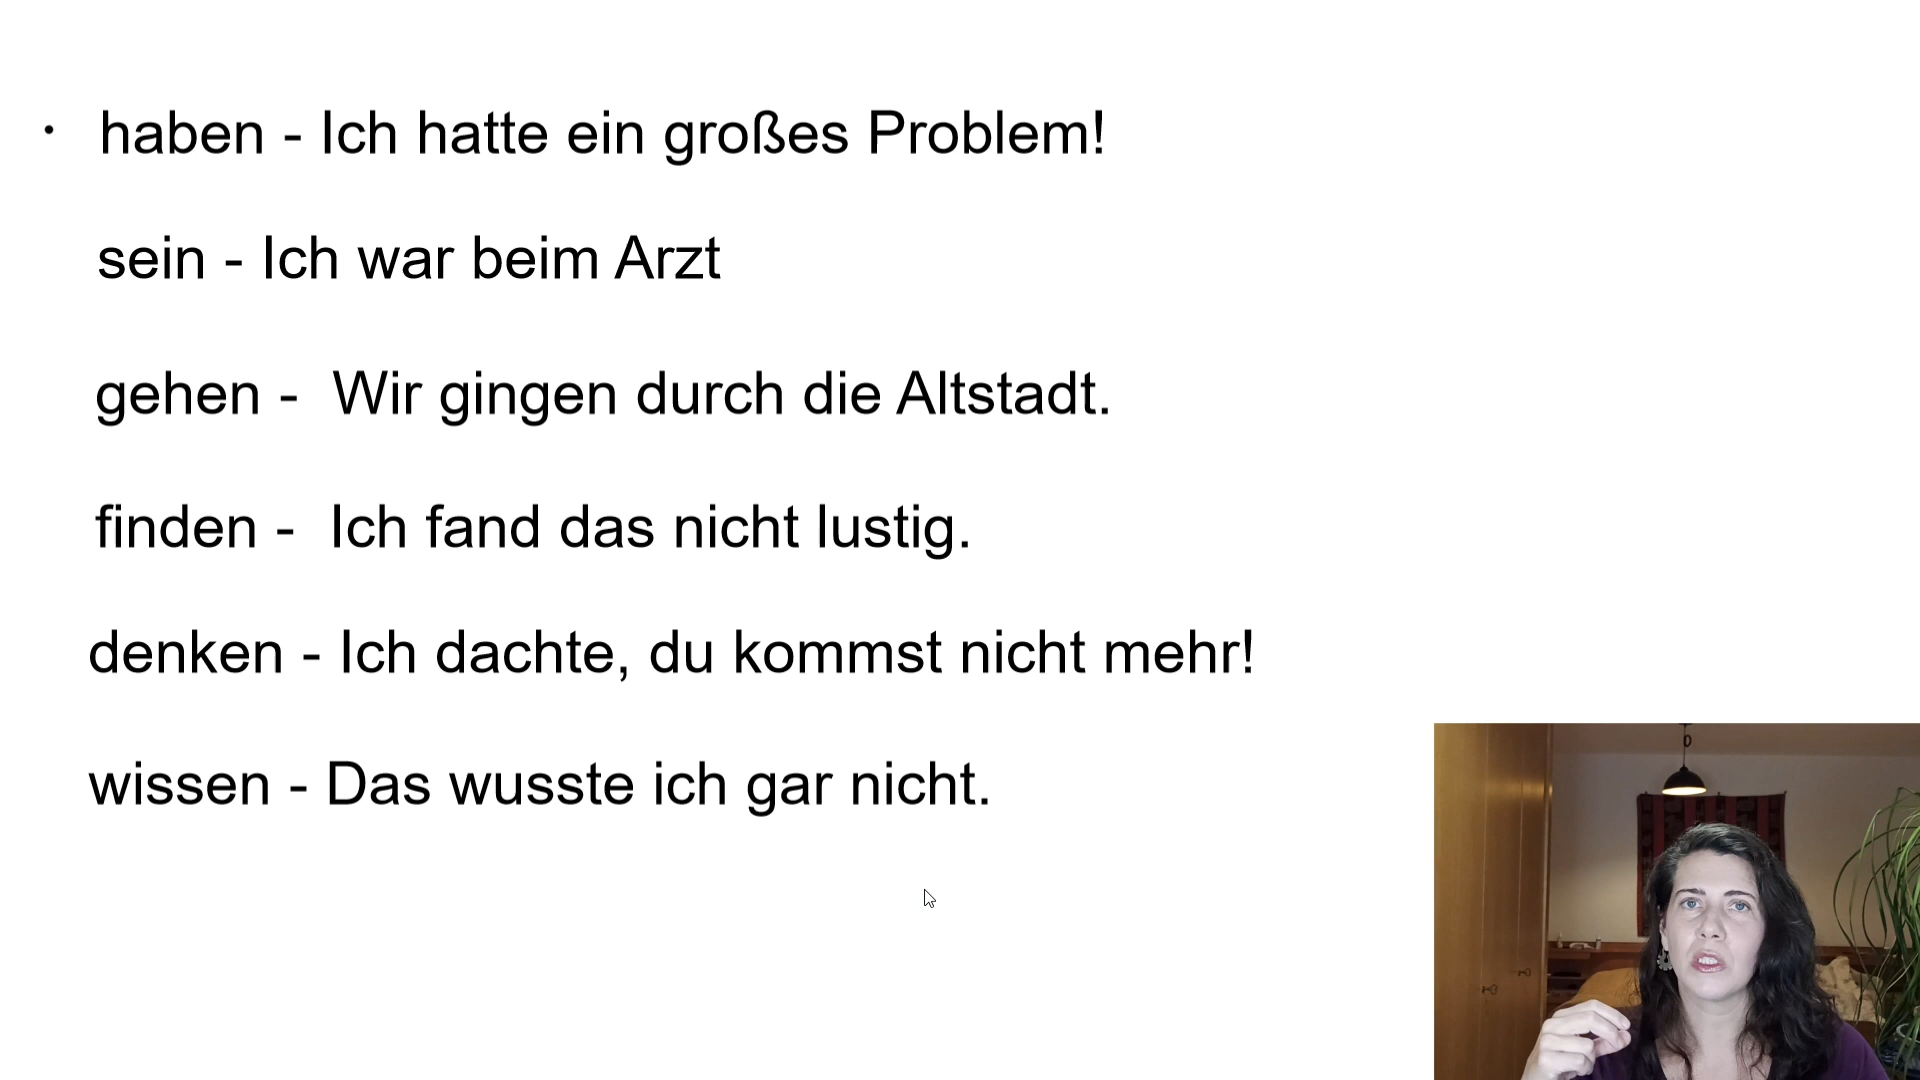 • haben - Ich hatte ein großes Problem!
sein - Ich war beim Arzt
gehen -  Wir gingen durch die Altstadt.
finden -  Ich fand das nicht lustig.
denken - Ich dachte, du kommst nicht mehr!
wissen - Das wusste ich gar nicht.